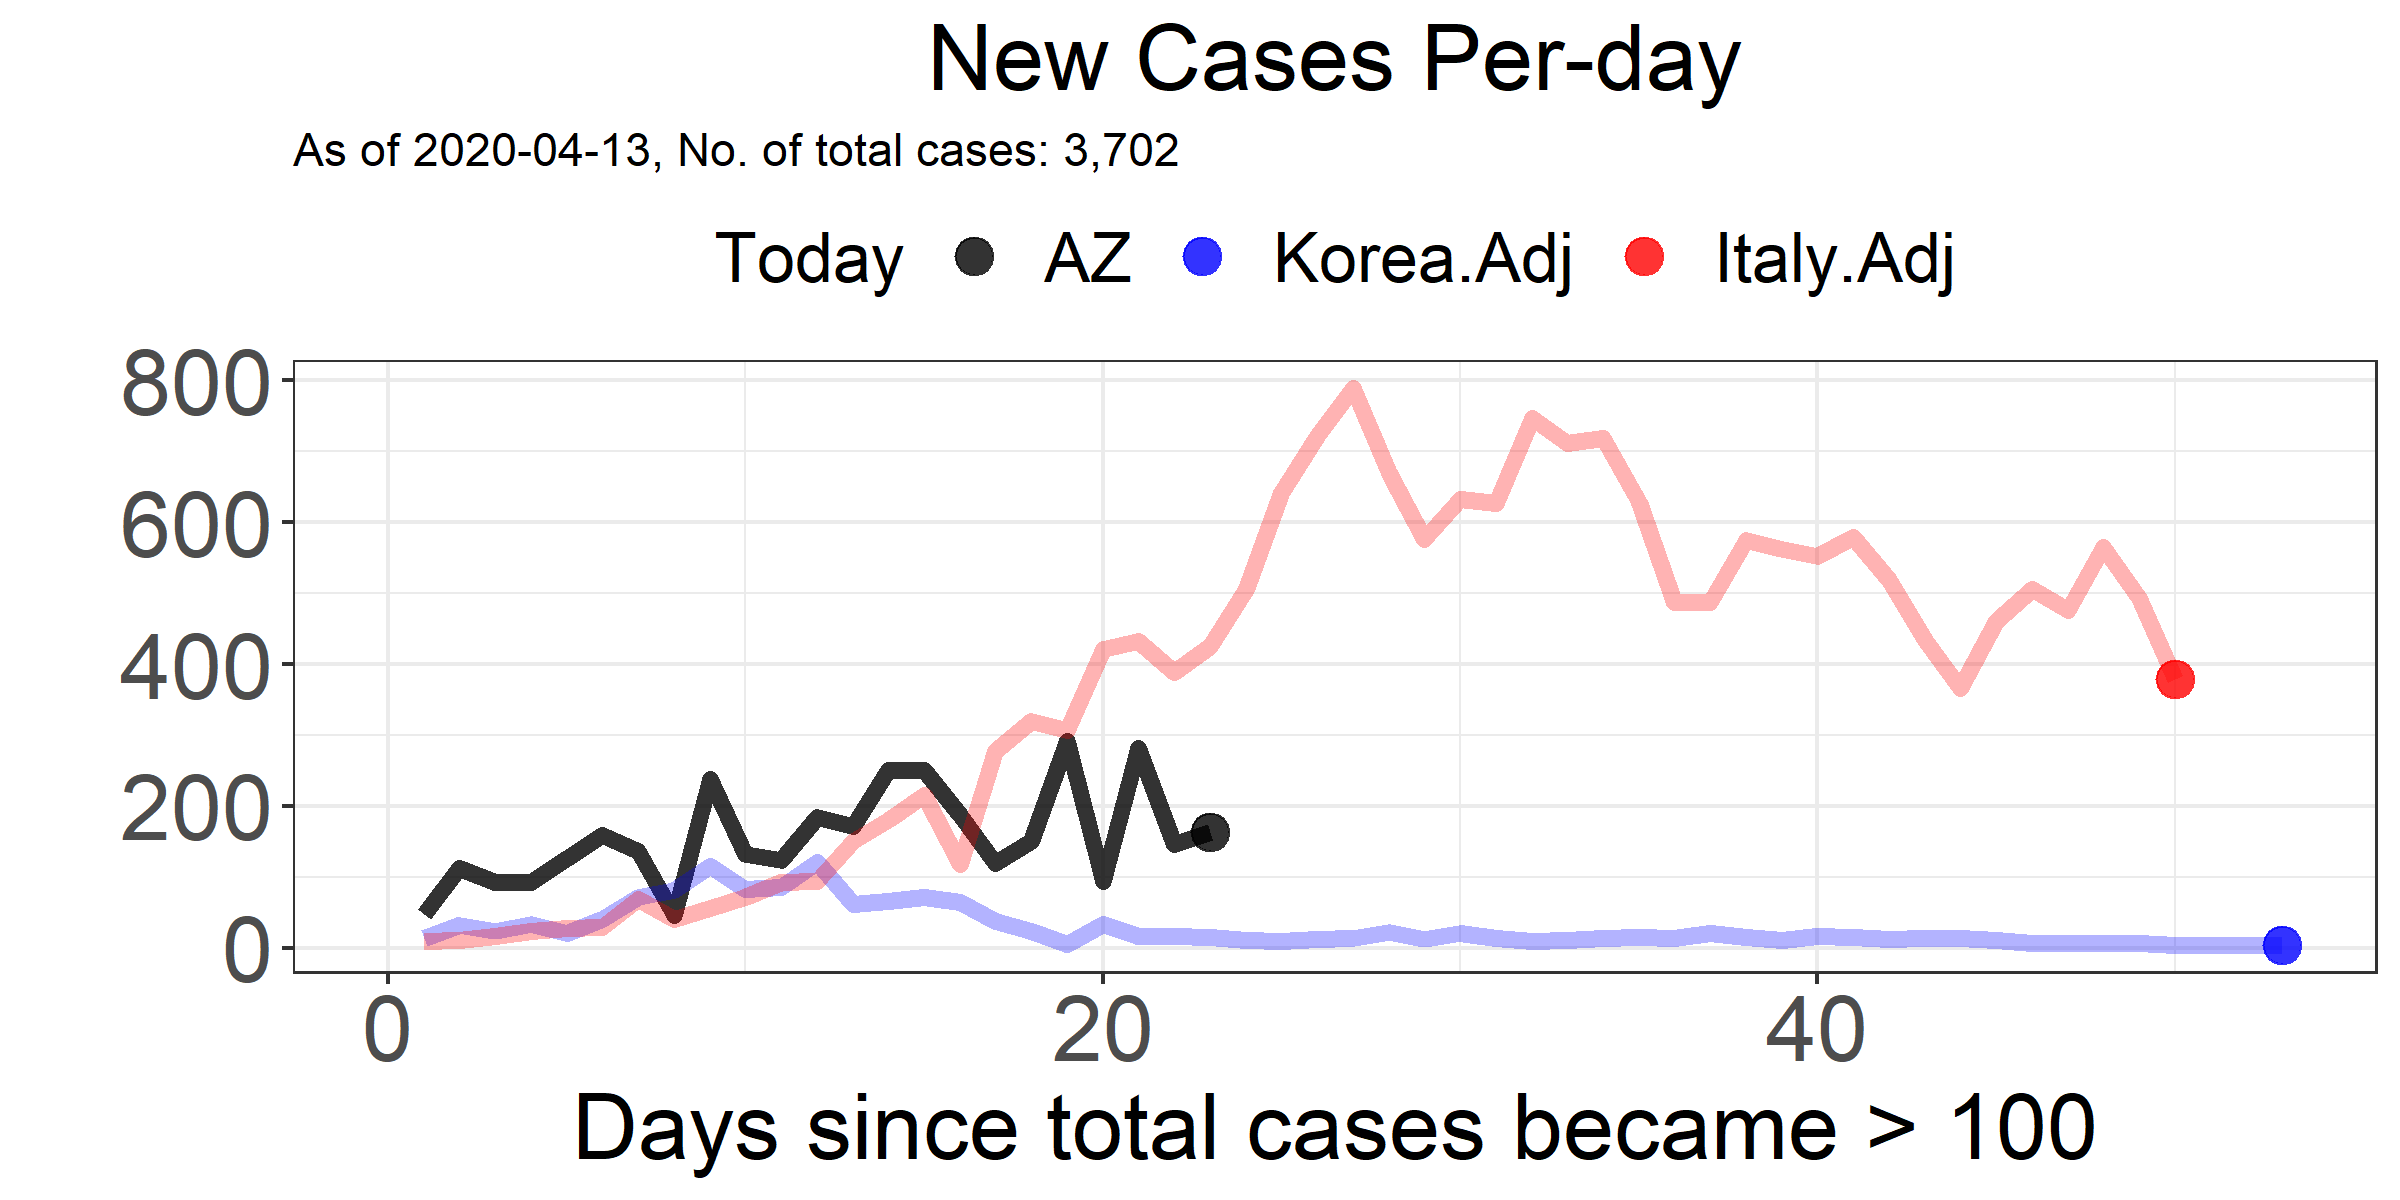 New Cases Per-day
As of 2020-04-13, No. of total cases: 3,702
Today AZ Korea.Adj Italy.Adj
800
600
400
200
0
0 20 40
Days since total cases became > 100